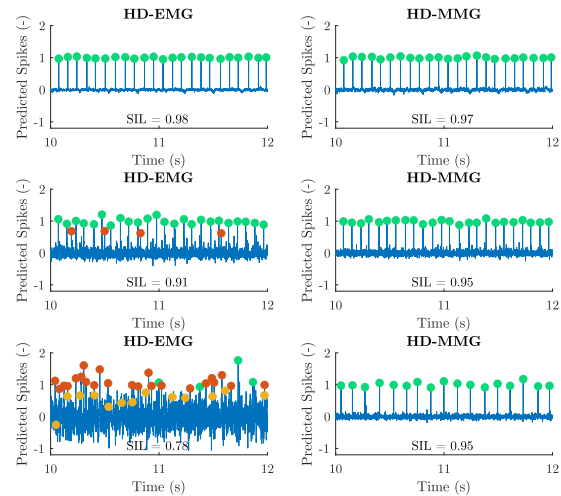 HD-EMG
Predicted Spikes (-)
2
1
0
-1
SIL = 0.98
10
11
12
Time (s)
HD-MMG
Predicted Spikes (-)
2
1
0
-1
SIL = 0.97
10
11
12
Time (s)
HD-EMG
Predicted Spikes (-)
2
1
0
-1
SIL = 0.91
10
11
12
Time (s)
HD-MMG
Predicted Spikes (-)
2
1
0
-1
SIL = 0.95
10
11
12
Time (s)
HD-EMG
Predicted Spikes (-)
2
1
0
-1
SIL = 0.78
10
11
12
Time (s)
HD-MMG
Predicted Spikes (-)
2
1
0
-1
SIL = 0.95
10
11
12
Time (s)